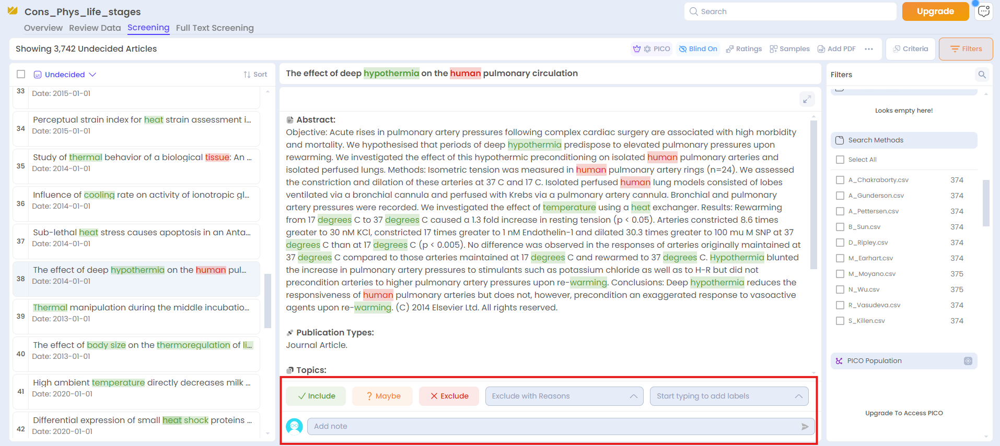 Cons_Phys_life_stages
Search
Upgrade
Overview Review Data Screening Full Text Screening
Showing 3,742 Undecided Articles
PICO Blind On Ratings Samples Add PDF ••• Criteria Filters
Undecided Sort
33
Date: 2015-01-01
34
Perceptual strain index for heat strain assessment i...
Date: 2015-01-01
35
Study of thermal behavior of a biological tissue: An ...
Date: 2014-01-01
36
Influence of cooling rate on activity of ionotropic gl...
Date: 2014-01-01
37
Sub-lethal heat stress causes apoptosis in an Anta...
Date: 2014-01-01
38
The effect of deep hypothermia on the human pul...
Date: 2014-01-01
39
Thermal manipulation during the middle incubatio...
Date: 2013-01-01
40
The effect of body size on the thermoregulation of li...
Date: 2013-01-01
41
High ambient temperature directly decreases milk ...
Date: 2020-01-01
42
Differential expression of small heat shock proteins ...
Date: 2020-01-01
The effect of deep hypothermia on the human pulmonary circulation
Abstract:
Objective: Acute rises in pulmonary artery pressures following complex cardiac surgery are associated with high morbidity
and mortality. We hypothesised that periods of deep hypothermia predispose to elevated pulmonary pressures upon
rewarming. We investigated the effect of this hypothermic preconditioning on isolated human pulmonary arteries and
isolated perfused lungs. Methods: Isometric tension was measured in human pulmonary artery rings (n=24). We assessed
the constriction and dilation of these arteries at 37 C and 17 C. Isolated perfused human lung models consisted of lobes
ventilated via a bronchial cannula and perfused with Krebs via a pulmonary artery cannula. Bronchial and pulmonary
artery pressures were recorded. We investigated the effect of temperature using a heat exchanger. Results: Rewarming
from 17 degrees C to 37 degrees C caused a 1.3 fold increase in resting tension (p < 0.05). Arteries constricted 8.6 times
greater to 30 nM KCl, constricted 17 times greater to 1 nM Endothelin-1 and dilated 30.3 times greater to 100 mu M SNP at 37
degrees C than at 17 degrees C (p < 0.005). No difference was observed in the responses of arteries originally maintained at
37 degrees C compared to those arteries maintained at 17 degrees C and rewarmed to 37 degrees C. Hypothermia blunted
the increase in pulmonary artery pressures to stimulants such as potassium chloride as well as to H-R but did not
precondition arteries to higher pulmonary artery pressures upon re-warming. Conclusions: Deep hypothermia reduces the
responsiveness of human pulmonary arteries but does not, however, precondition an exaggerated response to vasoactive
agents upon re-warming. (C) 2014 Elsevier Ltd. All rights reserved.
Publication Types:
Journal Article.
Topics:
Include Maybe Exclude Exclude with Reasons Start typing to add labels
Add note
Filters
Looks empty here!
Search Methods
Select All
A_Chakraborty.csv 374
A_Gunderson.csv 374
A_Pettersen.csv 374
B_Sun.csv 374
D_Ripley.csv 374
M_Earhart.csv 374
M_Moyano.csv 375
N_Wu.csv 375
R_Vasudeva.csv 374
S_Killen.csv 374
PICO Population
Upgrade To Access PICO